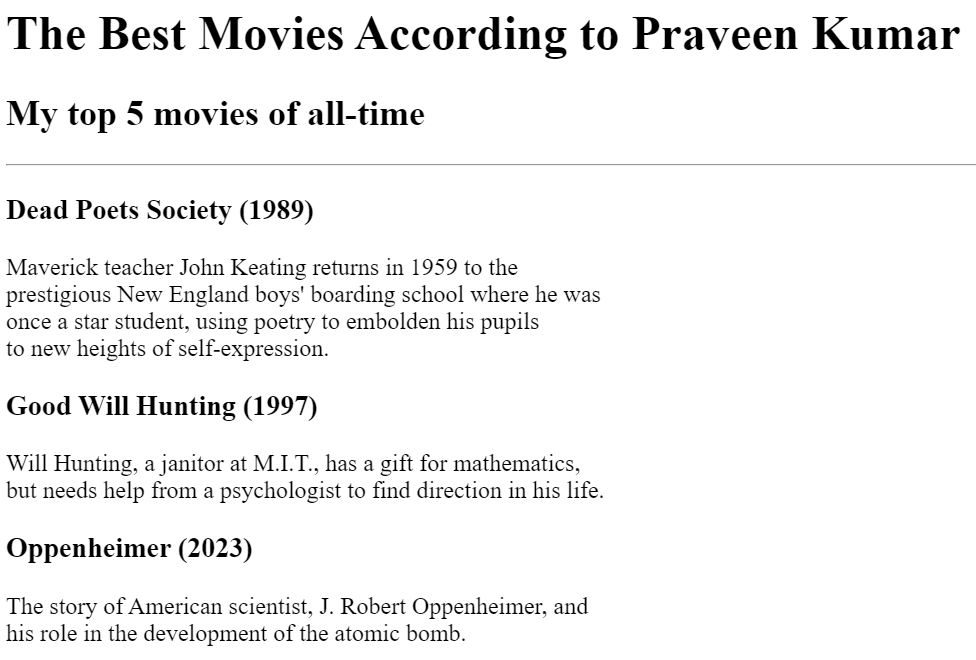 The Best Movies According to Praveen Kumar
My top 5 movies of all-time
Dead Poets Society (1989)
Maverick teacher John Keating returns in 1959 to the
prestigious New England boys' boarding school where he was
once a star student, using poetry to embolden his pupils
to new heights of self-expression.
Good Will Hunting (1997)
Will Hunting, a janitor at M.I.T., has a gift for mathematics,
but needs help from a psychologist to find direction in his life.
Oppenheimer (2023)
The story of American scientist, J. Robert Oppenheimer, and
his role in the development of the atomic bomb.